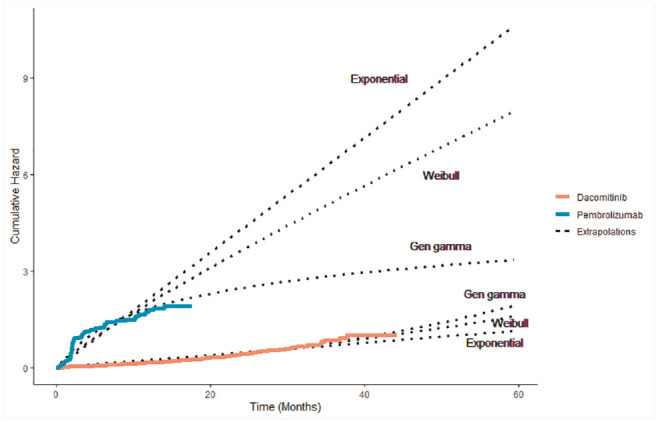 Exponential
9
Weibull
6
Gen gamma
3
Gen gamma
Weibull
Exponential
0
0
20
40
60
Time (Months)
Cumulative Hazard
Dacomitinib
Pembrolizumab
Extrapolations